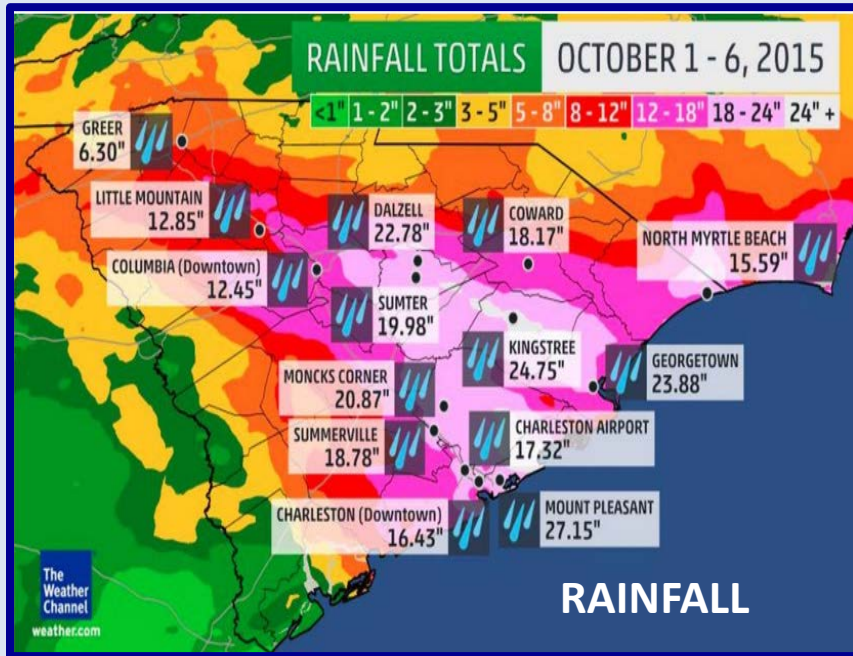 RAINFALL TOTALS OCTOBER 1 - 6, 2015
<1" 1 - 2" 2 - 3" 3 - 5" 5 - 8" 8 - 12" 12 - 18" 18 - 24" 24" +
GREER
6.30"
LITTLE MOUNTAIN
12.85"
DALZELL
22.78"
COWARD
18.17"
NORTH MYRTLE BEACH
15.59"
COLUMBIA (Downtown)
12.45"
SUMTER
19.98"
KINGSTREE
24.75"
GEORGETOWN
23.88"
MONCKS CORNER
20.87"
SUMMERVILLE
18.78"
CHARLESTON AIRPORT
17.32"
CHARLESTON (Downtown)
16.43"
MOUNT PLEASANT
27.15"
The
Weather
Channel
weather.com
RAINFALL